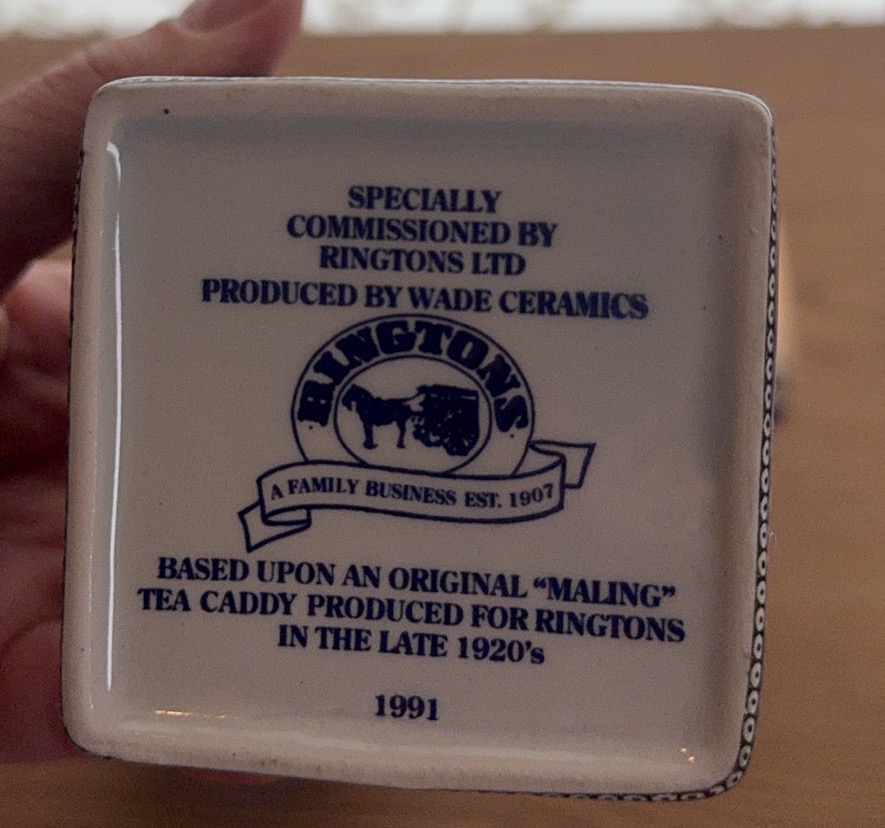 SPECIALLY
COMMISSIONED BY
RINGTONS LTD
PRODUCED BY WADE CERAMICS
RINGTONS
A FAMILY BUSINESS EST. 1907
BASED UPON AN ORIGINAL “MALING”
TEA CADDY PRODUCED FOR RINGTONS
IN THE LATE 1920's
1991